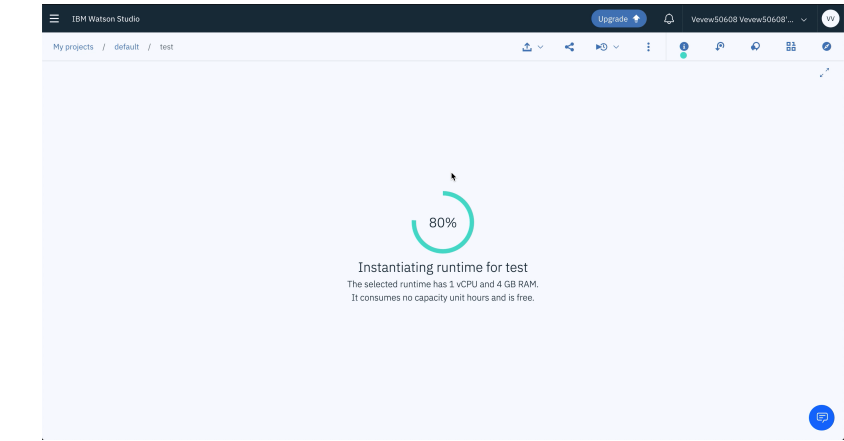 IBM Watson Studio
Upgrade
Vevew50608 Vevew50608'...
VV
My projects / default / test
80%
Instantiating runtime for test
The selected runtime has 1 vCPU and 4 GB RAM.
It consumes no capacity unit hours and is free.